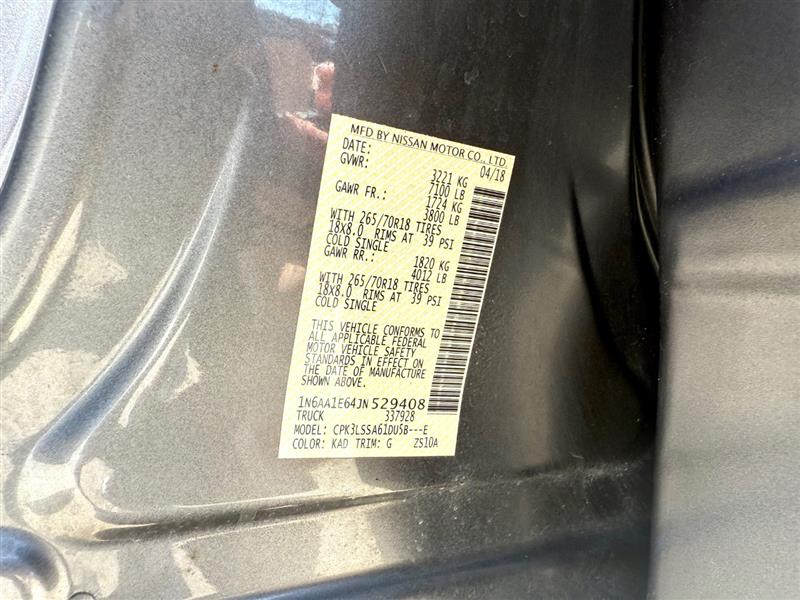 MFD BY NISSAN MOTOR CO., LTD
DATE: 04/18
GVWR: 3221 KG
7100 LB
GAWR FR.: 1724 KG
3800 LB
WITH 265/70R18 TIRES
18X8.0 RIMS AT 39 PSI
COLD SINGLE
GAWR RR.: 1820 KG
4012 LB
WITH 265/70R18 TIRES
18X8.0 RIMS AT 39 PSI
COLD SINGLE
THIS VEHICLE CONFORMS TO
ALL APPLICABLE FEDERAL
MOTOR VEHICLE SAFETY
STANDARDS IN EFFECT ON
THE DATE OF MANUFACTURE
SHOWN ABOVE.
1N6AA1E64JN529408
TRUCK 337928
MODEL: CPK3LSSA61DU5B---E
COLOR: KAD TRIM: G ZS10A